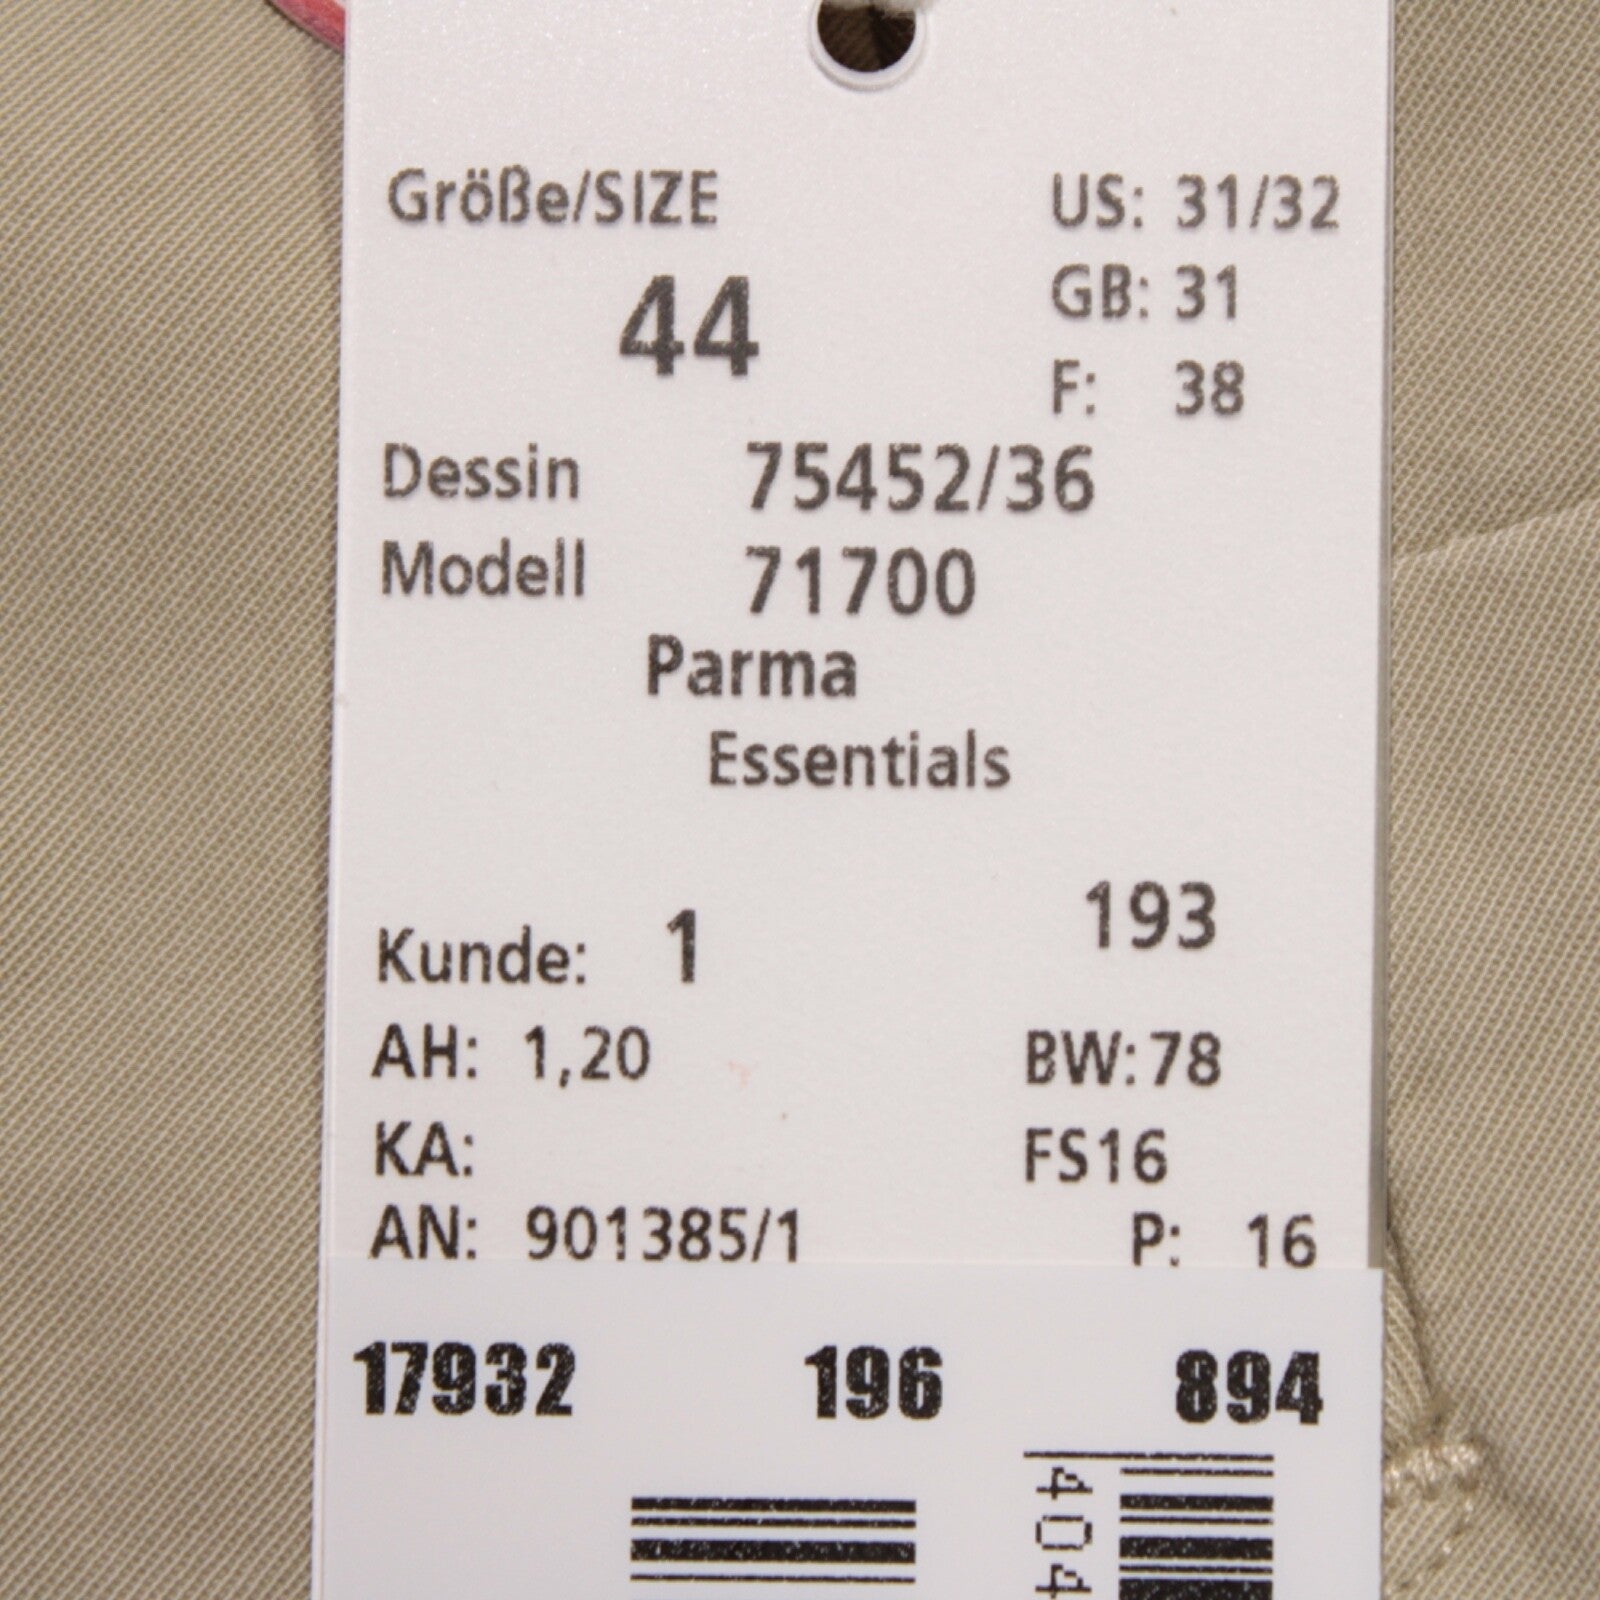 Größe/SIZE
44
US: 31/32
GB: 31
F: 38
Dessin 75452/36
Modell 71700
Parma
Essentials
193
Kunde: 1
AH: 1,20 BW: 78
KA: FS16
AN: 901385/1 P: 16
17932 196 894
404